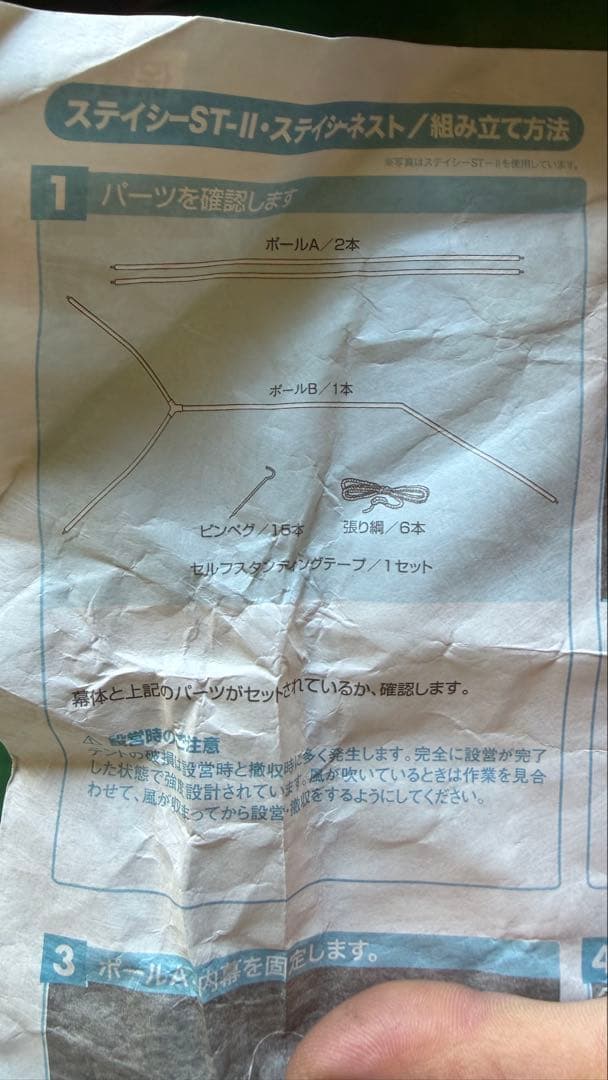 ステイシーST-II・ステイシーネスト／組み立て方法
※写真はステイシーST-IIを使用しています。
1 パーツを確認します
ポールA／2本
ポールB／1本
ピンペグ／15本
張り綱／6本
セルフスタンディングテープ／1セット
幕体と上記のパーツがセットされているか、確認します。
設営時のご注意
テントの破損は設営時と撤収時に多く発生します。完全に設営が完了
した状態で強度設計されています。風が吹いているときは作業を見合
わせて、風が収まってから設営・撤収をするようにしてください。
3 ポールA・内幕を固定します。
4